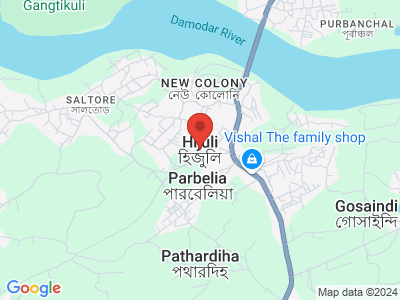 Gangtikuli
Damodar River
PURBANCHAL
পূর্বাঞ্চল
NEW COLONY
নেউ কোলোনি
SALTORE
সালতোড়
Hijuli
হিজুলি
Vishal The family shop
Parbelia
পারবেলিয়া
Gosaindi
গোসাইন্দি
Pathardiha
পথারদিহ্
Google
Map data ©2024